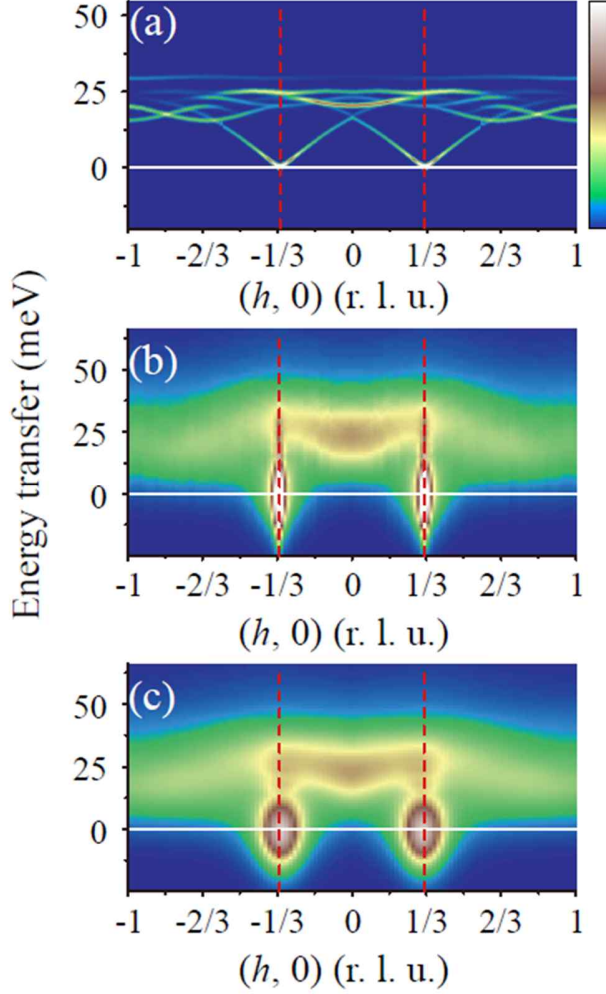 (a)
50
25
0
-1 -2/3 -1/3 0 1/3 2/3 1
(h, 0) (r. l. u.)
(b)
50
25
0
-1 -2/3 -1/3 0 1/3 2/3 1
(h, 0) (r. l. u.)
(c)
50
25
0
-1 -2/3 -1/3 0 1/3 2/3 1
(h, 0) (r. l. u.)
Energy transfer (meV)